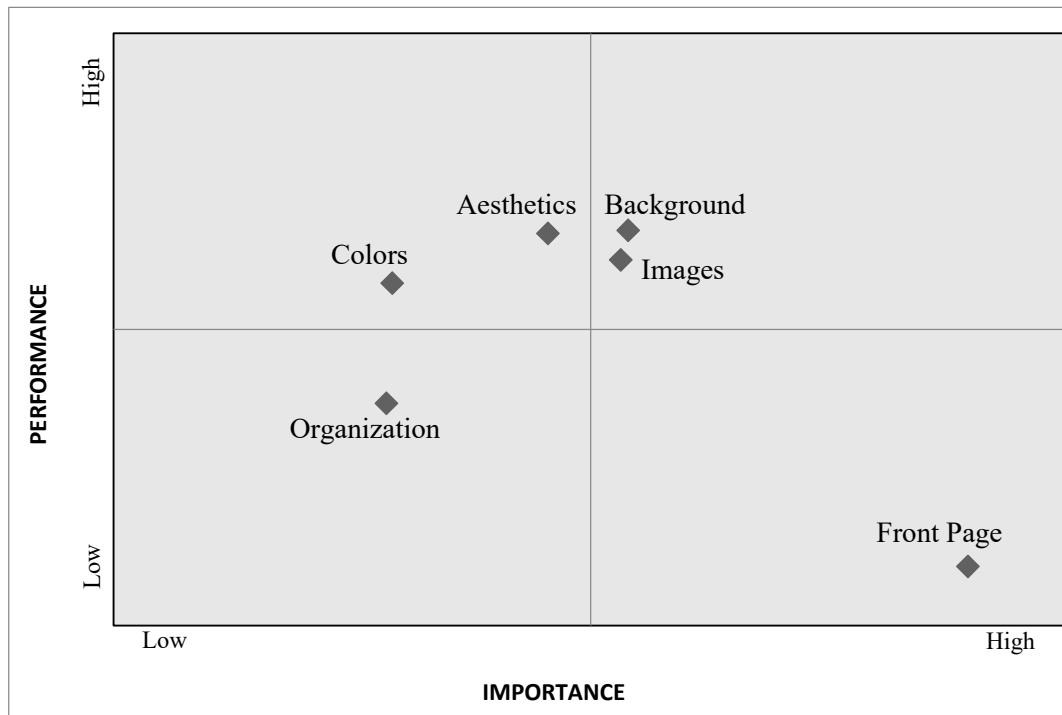 High
Aesthetics
Background
Colors
Images
PERFORMANCE
Organization
Front Page
Low
Low
High
IMPORTANCE